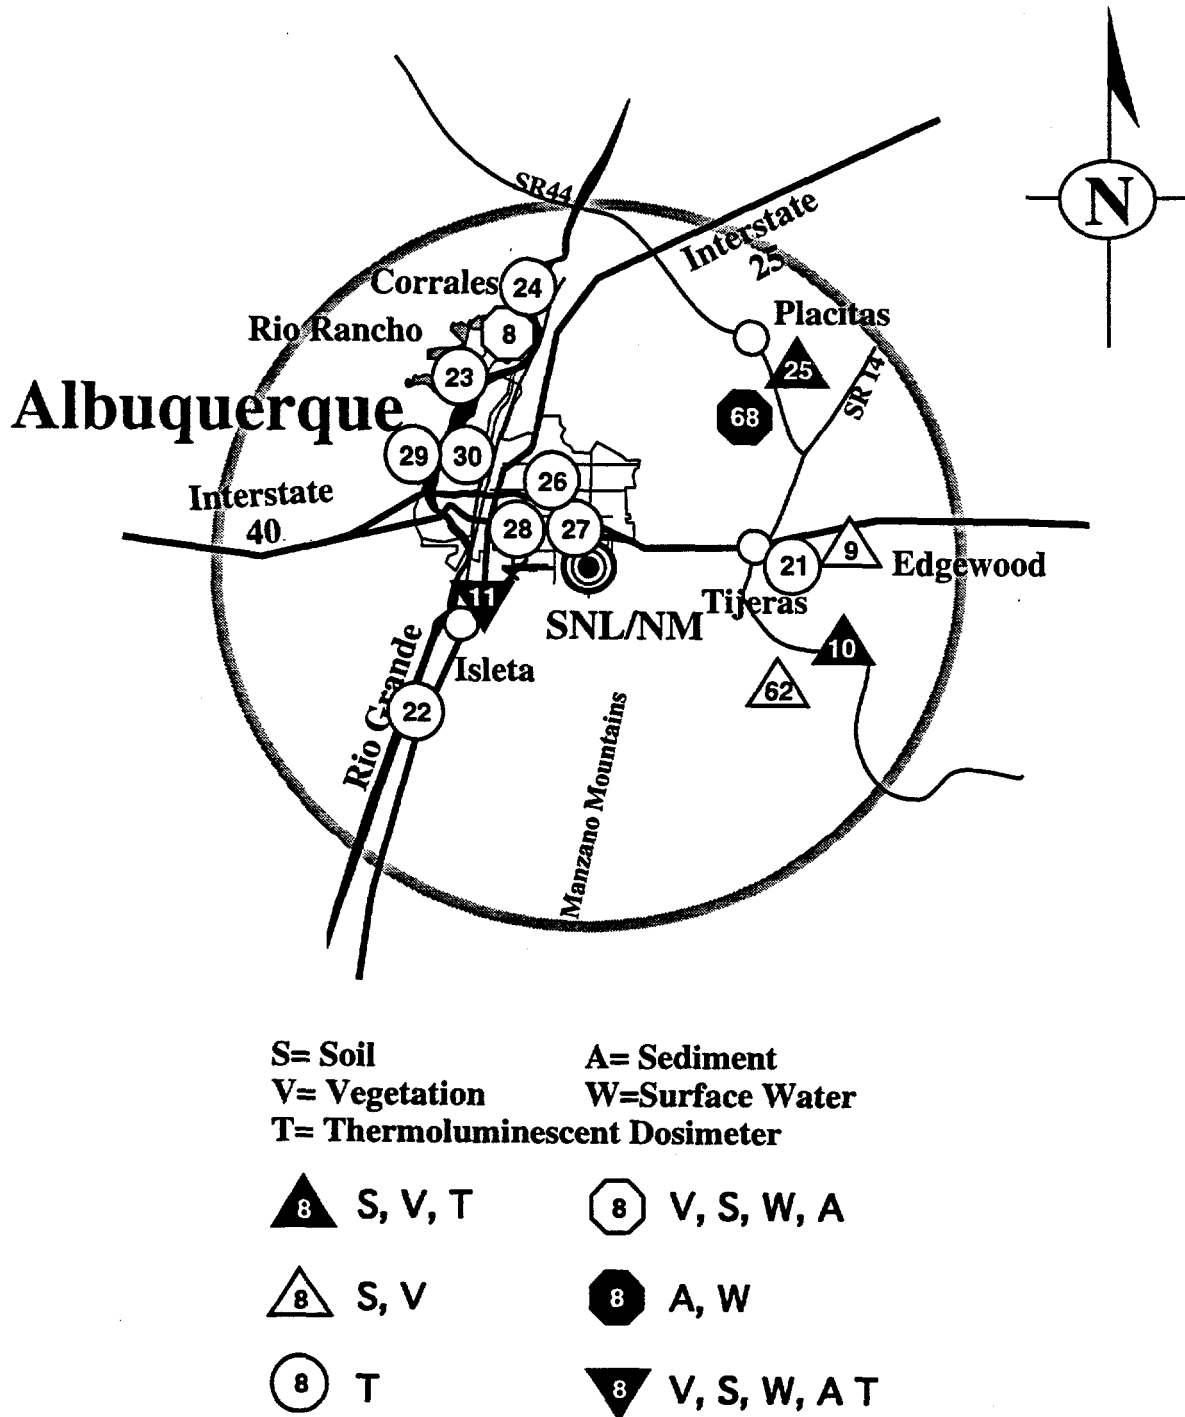 N
SR44
Interstate
25
Corrales
24
Placitas
Rio Rancho
8
25
23
SR 14
Albuquerque
68
29
30
26
Interstate
40
28
27
9
21
Edgewood
11
Tijeras
SNL/NM
10
Isleta
62
Rio Grande
22
Manzano Mountains
S= Soil
A= Sediment
V= Vegetation
W=Surface Water
T= Thermoluminescent Dosimeter
8 S, V, T
8 V, S, W, A
8 S, V
8 A, W
8 T
8 V, S, W, A T